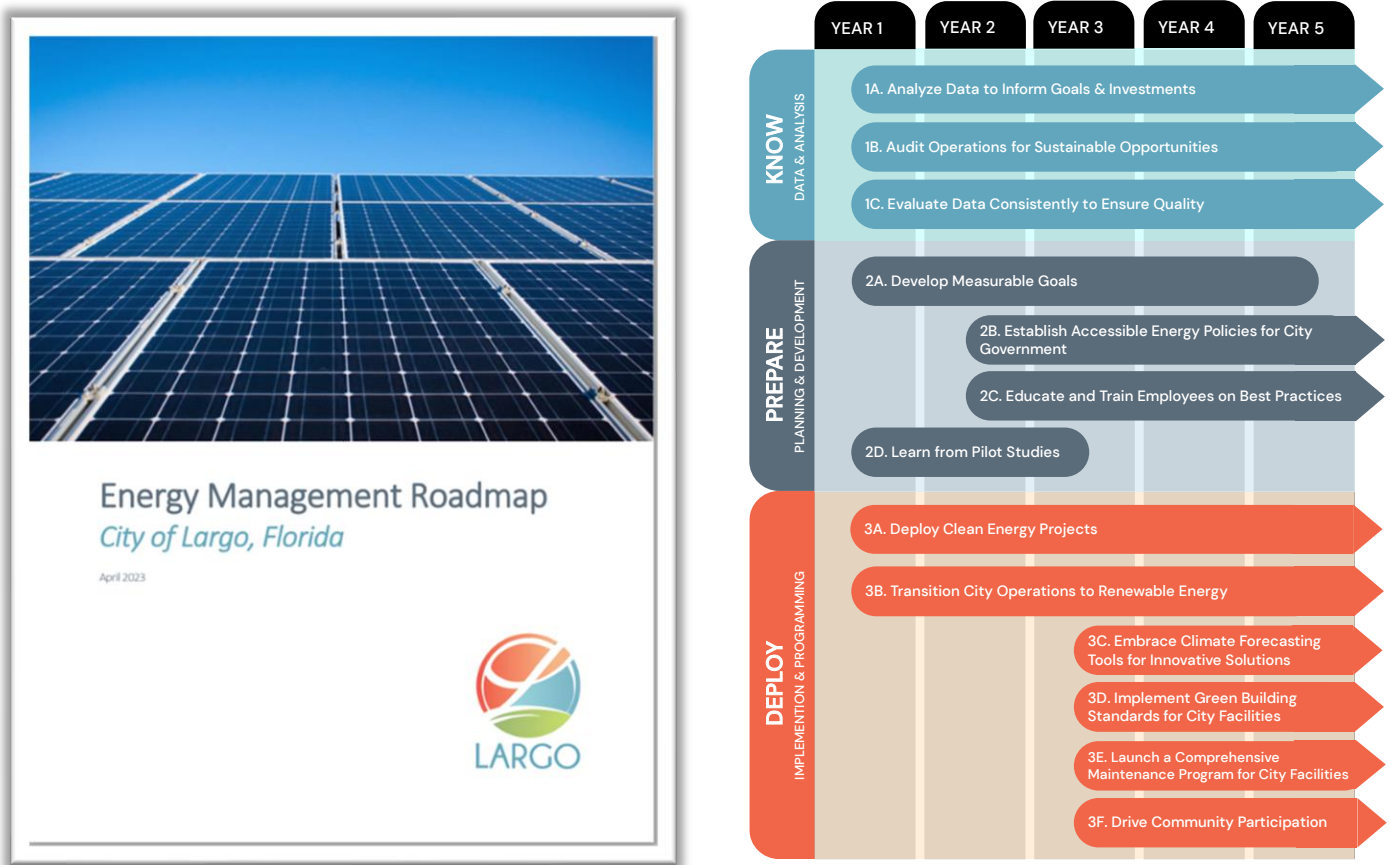 Energy Management Roadmap
City of Largo, Florida
April 2023
LARGO
YEAR 1
YEAR 2
YEAR 3
YEAR 4
YEAR 5
KNOW
DATA & ANALYSIS
1A. Analyze Data to Inform Goals & Investments
1B. Audit Operations for Sustainable Opportunities
1C. Evaluate Data Consistently to Ensure Quality
PREPARE
PLANNING & DEVELOPMENT
2A. Develop Measurable Goals
2B. Establish Accessible Energy Policies for City
Government
2C. Educate and Train Employees on Best Practices
2D. Learn from Pilot Studies
DEPLOY
IMPLEMENTION & PROGRAMMING
3A. Deploy Clean Energy Projects
3B. Transition City Operations to Renewable Energy
3C. Embrace Climate Forecasting
Tools for Innovative Solutions
3D. Implement Green Building
Standards for City Facilities
3E. Launch a Comprehensive
Maintenance Program for City Facilities
3F. Drive Community Participation